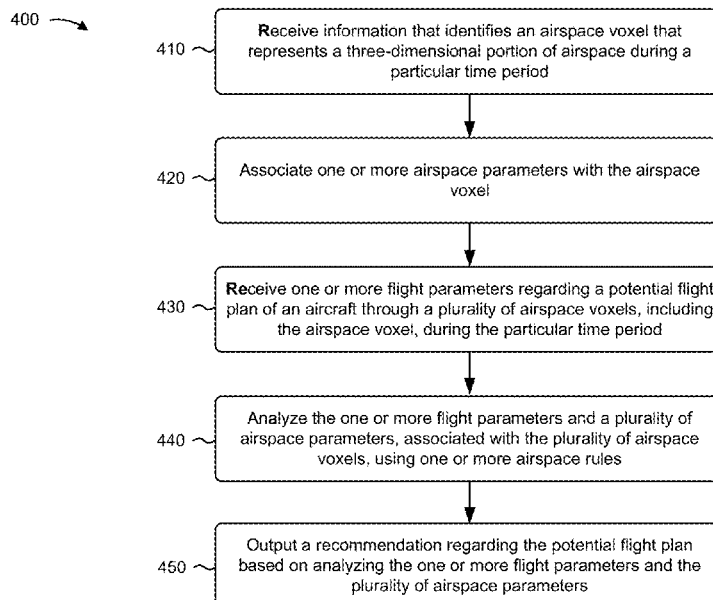 400
410
Receive information that identifies an airspace voxel that
represents a three-dimensional portion of airspace during a
particular time period
420
Associate one or more airspace parameters with the airspace
voxel
430
Receive one or more flight parameters regarding a potential flight
plan of an aircraft through a plurality of airspace voxels, including
the airspace voxel, during the particular time period
440
Analyze the one or more flight parameters and a plurality of
airspace parameters, associated with the plurality of airspace
voxels, using one or more airspace rules
450
Output a recommendation regarding the potential flight plan
based on analyzing the one or more flight parameters and the
plurality of airspace parameters